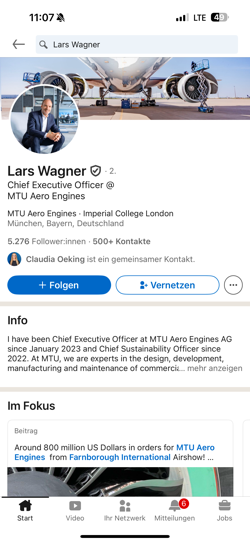 11:07
LTE
49
Lars Wagner
Lars Wagner · 2.
Chief Executive Officer @
MTU Aero Engines
MTU Aero Engines · Imperial College London
München, Bayern, Deutschland
5.276 Follower:innen · 500+ Kontakte
Claudia Oeking ist ein gemeinsamer Kontakt.
+ Folgen
Vernetzen
Info
I have been Chief Executive Officer at MTU Aero Engines AG
since January 2023 and Chief Sustainability Officer since
2022. At MTU, we are experts in the design, development,
manufacturing and maintenance of commerci... … mehr anzeigen
Im Fokus
Beitrag
Around 800 million US Dollars in orders for MTU Aero
Engines from Farnborough International Airshow! ...
Start
Video
Ihr Netzwerk
6
Mitteilungen
Jobs